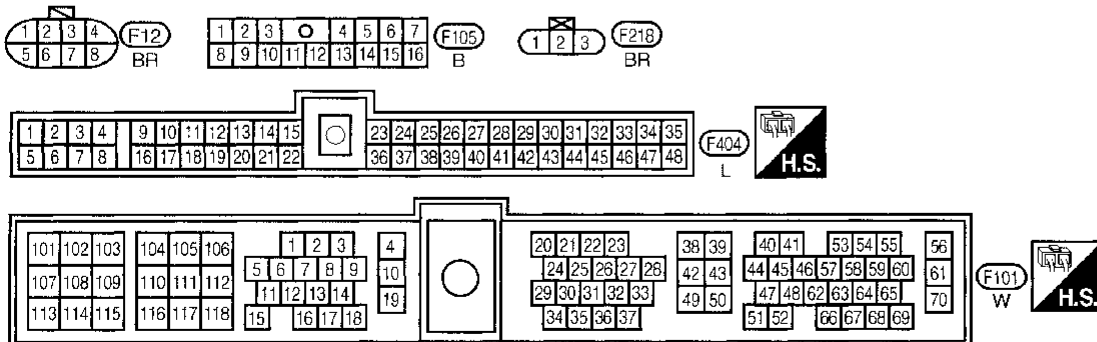 1 2 3 4 F12 1 2 3 4 5 6 7 F105 1 2 3 F218
5 6 7 8 BR 8 9 10 11 12 13 14 15 16 B BR
1 2 3 4 9 10 11 12 13 14 15 23 24 25 26 27 28 29 30 31 32 33 34 35 F404
5 6 7 8 16 17 18 19 20 21 22 36 37 38 39 40 41 42 43 44 45 46 47 48 L H.S.
101 102 103 104 105 106 1 2 3 4 20 21 22 23 38 39 40 41 53 54 55 56
107 108 109 110 111 112 5 6 7 8 9 10 24 25 26 27 28 42 43 44 45 46 57 58 59 60 61 F101
11 12 13 14 19 29 30 31 32 33 49 50 47 48 62 63 64 65 70 W H.S.
113 114 115 116 117 118 15 16 17 18 34 35 36 37 51 52 66 67 68 69